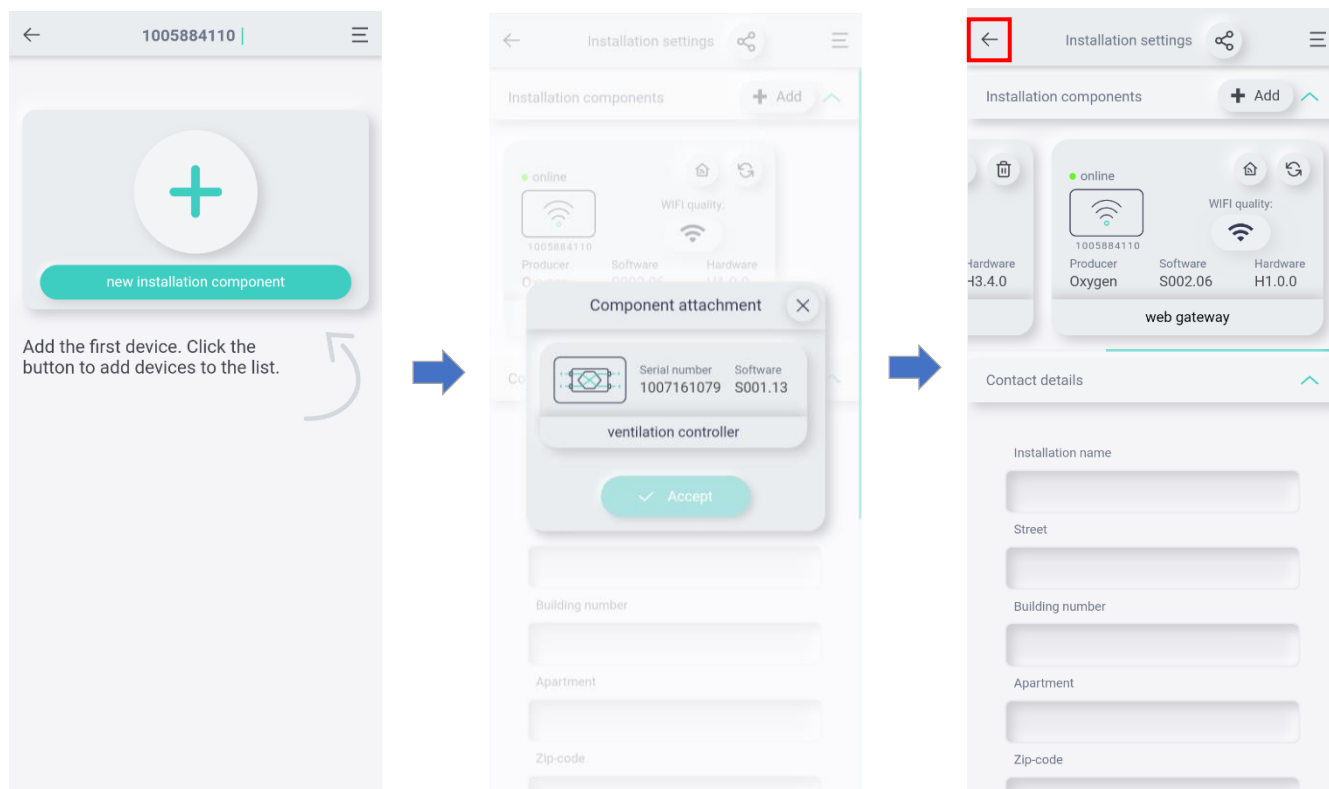 1005884110
new installation component
Add the first device. Click the
button to add devices to the list.
Installation settings
Installation components
Add
online
WIFI quality:
1005884110
Producer Software Hardware
Component attachment
Serial number Software
1007161079 S001.13
ventilation controller
Accept
Building number
Apartment
Zip-code
Installation settings
Installation components
Add
online
WIFI quality:
1005884110
Hardware
H3.4.0
Producer Software Hardware
Oxygen S002.06 H1.0.0
web gateway
Contact details
Installation name
Street
Building number
Apartment
Zip-code